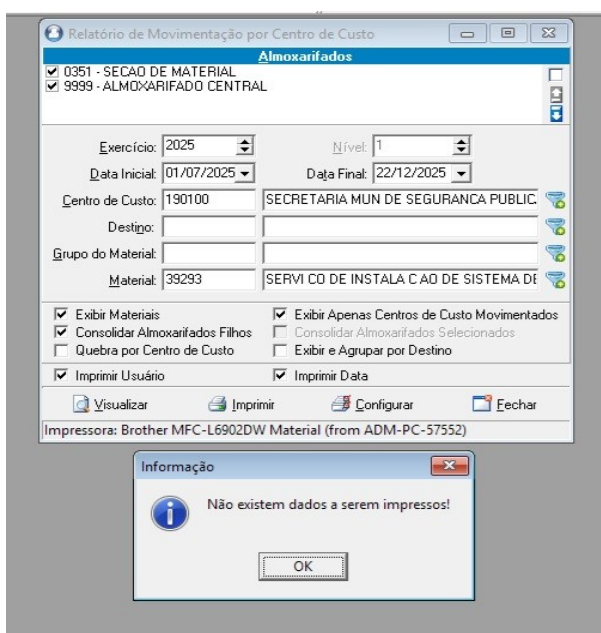 Relatório de Movimentação por Centro de Custo
Almoxarifados
0351 - SECAO DE MATERIAL
9999 - ALMOXARIFADO CENTRAL
Exercício: 2025 Nível: 1
Data Inicial: 01/07/2025 Data Final: 22/12/2025
Centro de Custo: 190100 SECRETARIA MUN DE SEGURANCA PUBLIC
Destino:
Grupo do Material:
Material: 39293 SERVI CO DE INSTALA C AO DE SISTEMA DE
Exibir Materiais Exibir Apenas Centros de Custo Movimentados
Consolidar Almoxarifados Filhos Consolidar Almoxarifados Selecionados
Quebra por Centro de Custo Exibir e Agrupar por Destino
Imprimir Usuário Imprimir Data
Visualizar Imprimir Configurar Fechar
Impressora: Brother MFC-L6902DW Material (from ADM-PC-57552)
Informação
Não existem dados a serem impressos!
OK